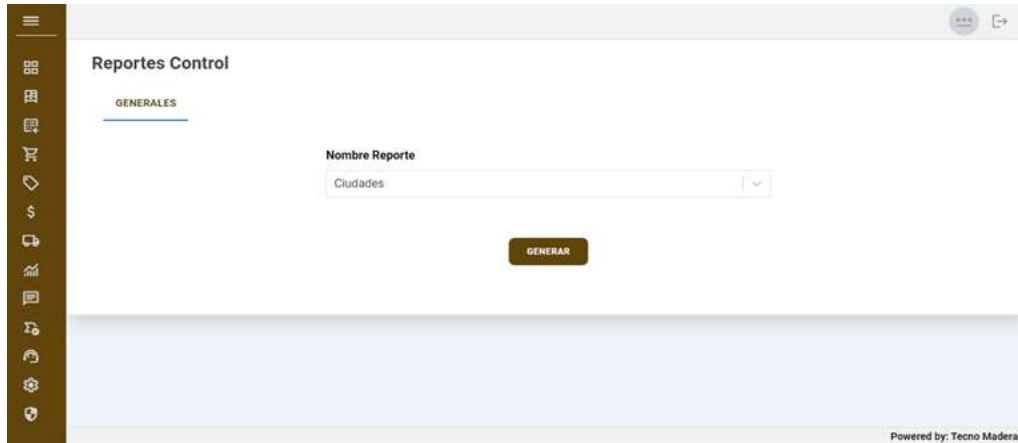 Reportes Control
GENERALES
Nombre Reporte
Ciudades
GENERAR
Powered by: Tecno Madera